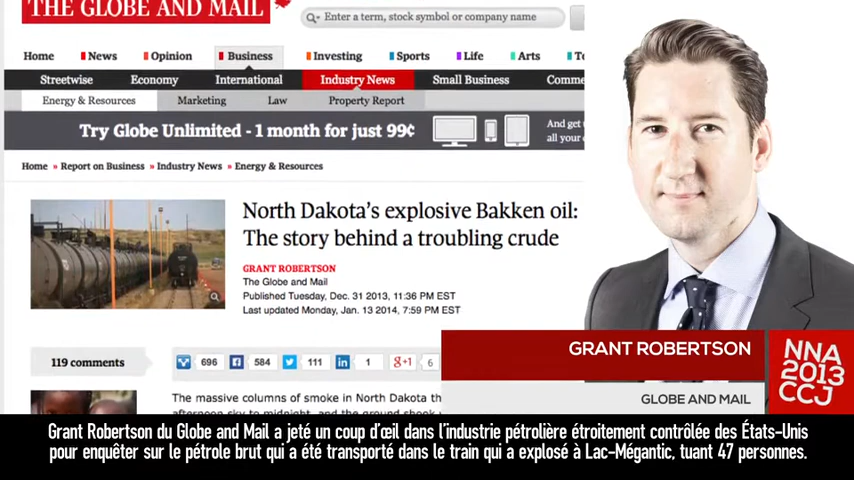 THE GLOBE AND MAIL
Enter a term, stock symbol or company name
Home News Opinion Business Investing Sports Life Arts
Streetwise Economy International Industry News Small Business
Energy & Resources Marketing Law Property Report
Try Globe Unlimited - 1 month for just 99¢
And get
all your
Home » Report on Business » Industry News » Energy & Resources
North Dakota's explosive Bakken oil:
The story behind a troubling crude
GRANT ROBERTSON
The Globe and Mail
Published Tuesday, Dec. 31 2013, 11:36 PM EST
Last updated Monday, Jan. 13 2014, 7:59 PM EST
119 comments
696 584 111 in 1 g+1 6
The massive columns of smoke in North Dakota
GRANT ROBERTSON
GLOBE AND MAIL
NNA
2013
CCJ
Grant Robertson du Globe and Mail a jeté un coup d'œil dans l'industrie pétrolière étroitement contrôlée des États-Unis
pour enquêter sur le pétrole brut qui a été transporté dans le train qui a explosé à Lac-Mégantic, tuant 47 personnes.